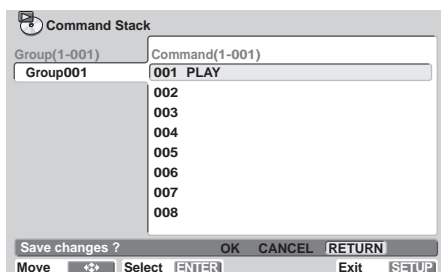 Command Stack
Group(1-001) Command(1-001)
Group001 001 PLAY
002
003
004
005
006
007
008
Save changes ? OK CANCEL RETURN
Move Select ENTER Exit SETUP